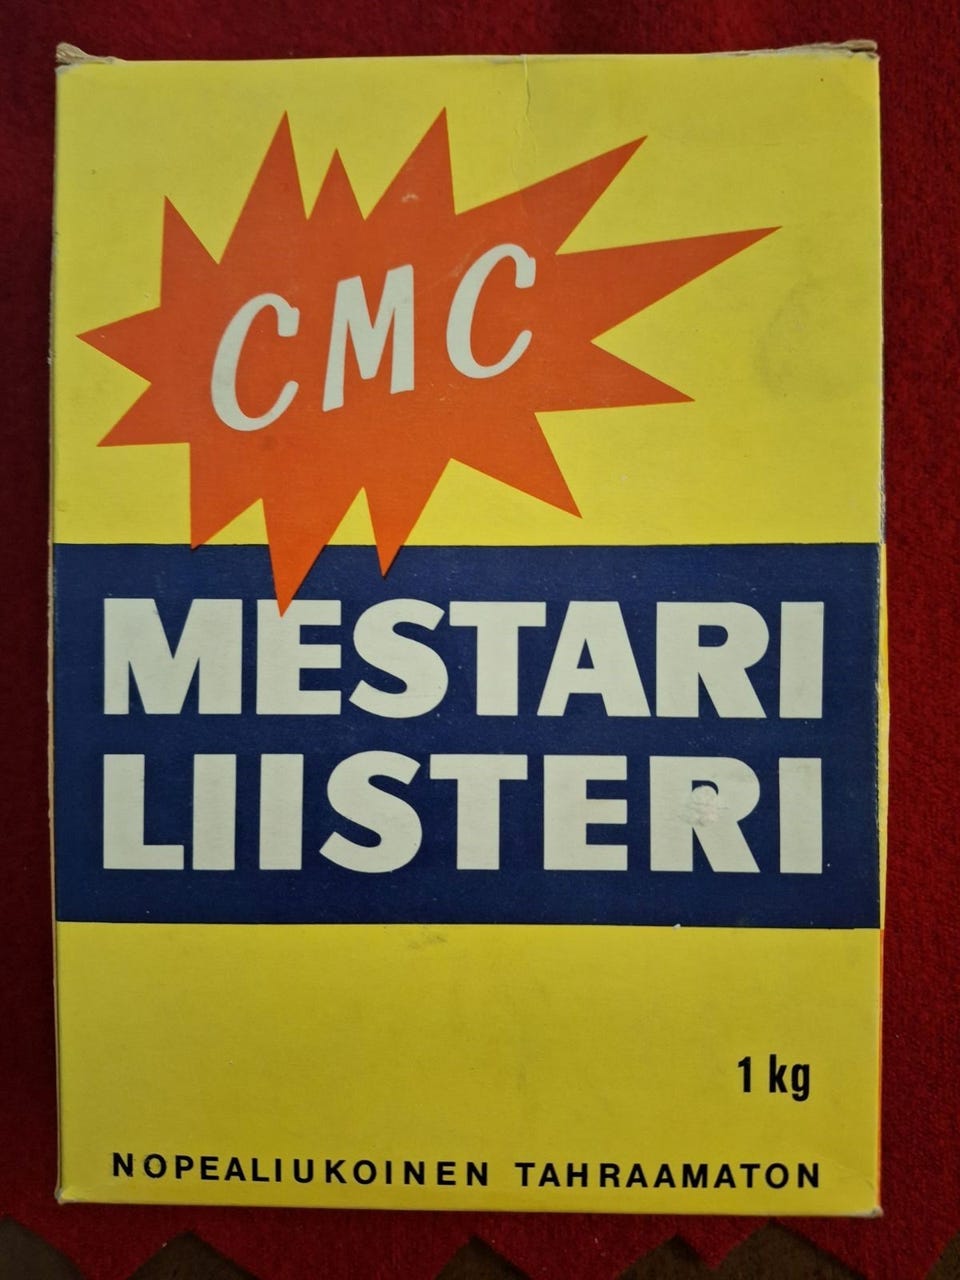 CMC
MESTARI
LIISTERI
1 kg
NOPEALIUKOINEN TAHRAAMATON